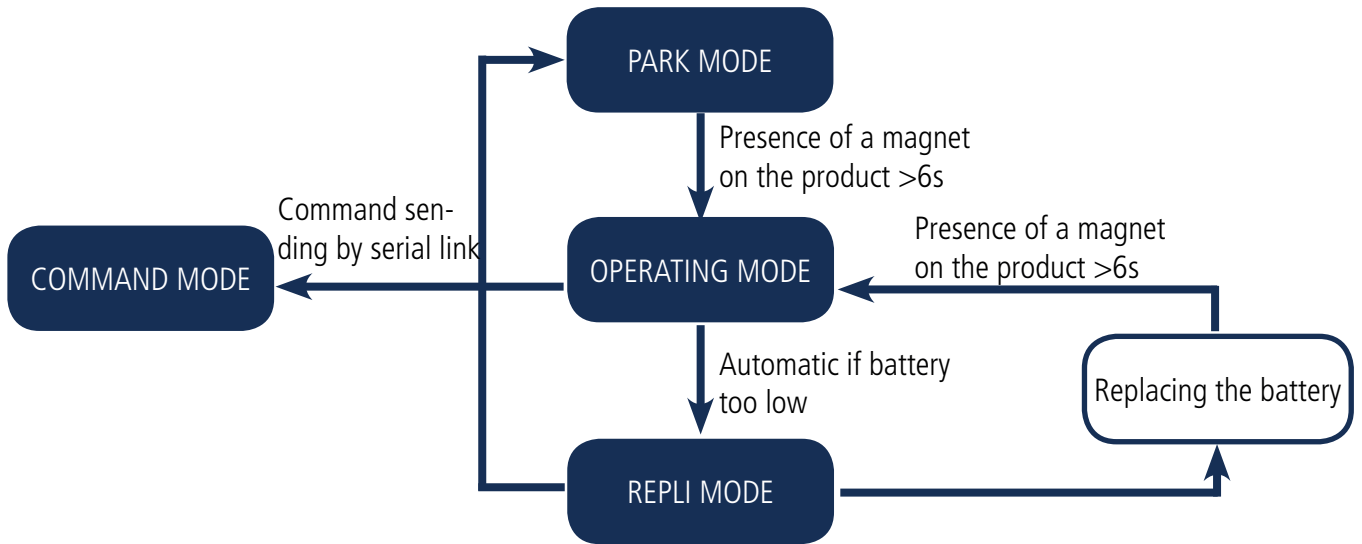 PARK MODE
Presence of a magnet
on the product >6s
Command sen-
ding by serial link
COMMAND MODE
OPERATING MODE
Presence of a magnet
on the product >6s
Automatic if battery
too low
Replacing the battery
REPLI MODE